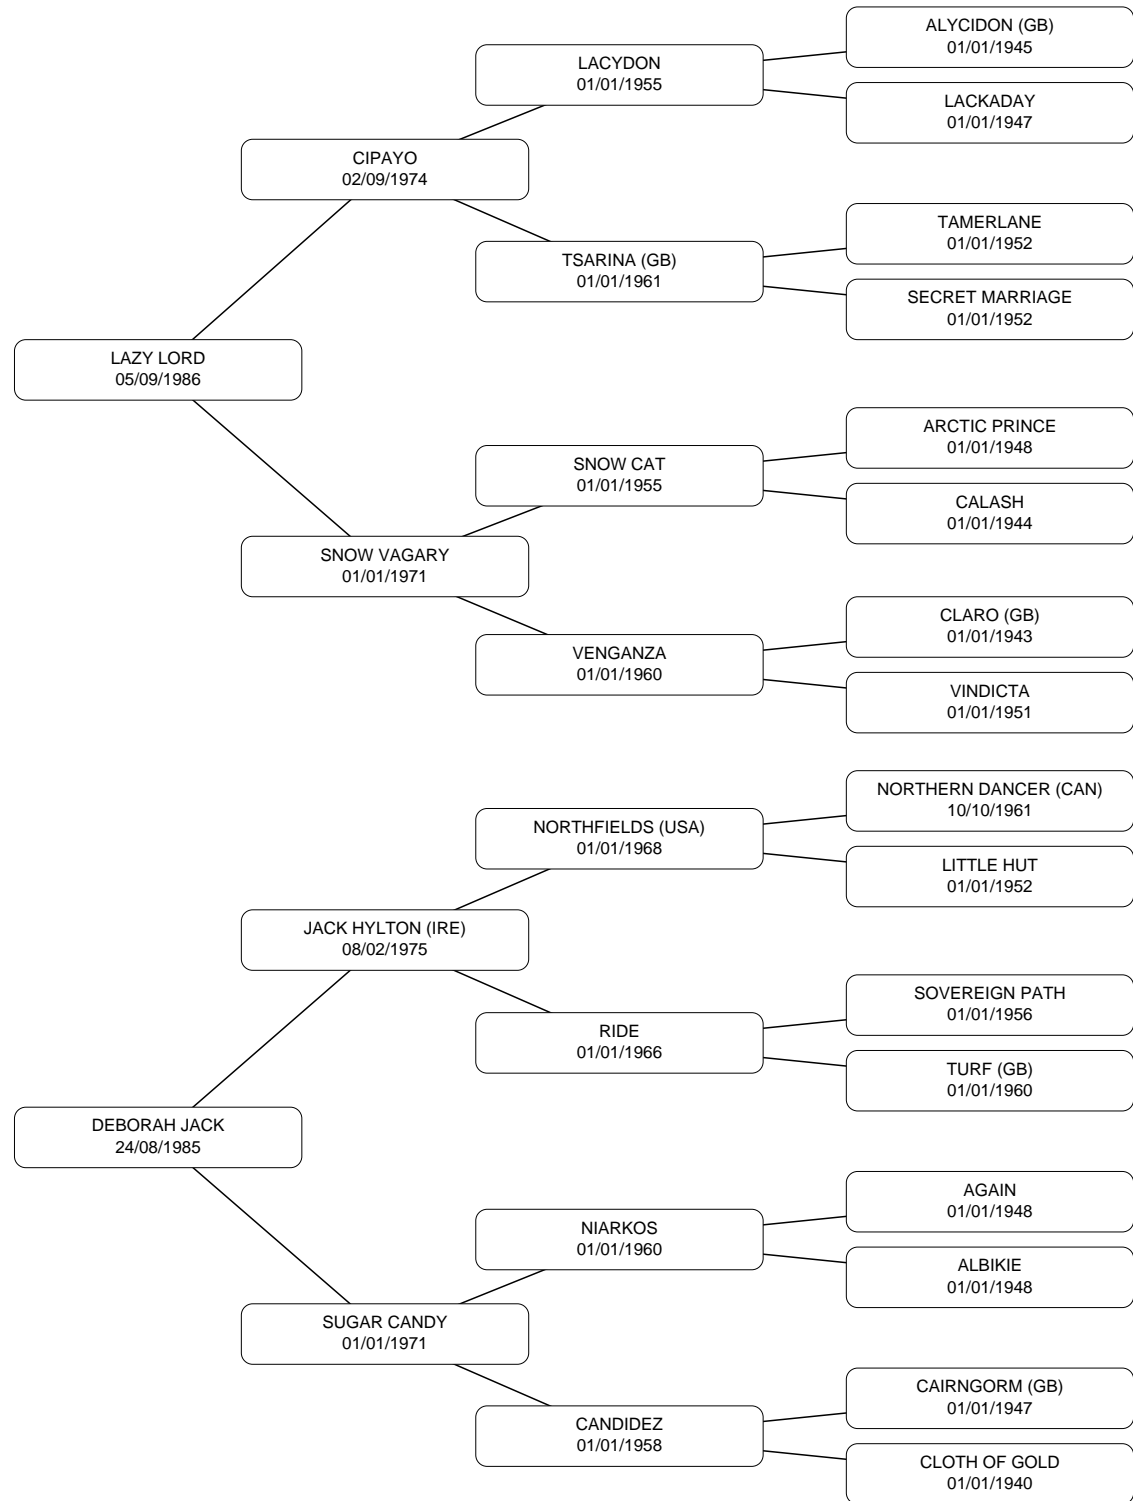 ALYCIDON (GB)
01/01/1945
LACYDON
01/01/1955
LACKADAY
01/01/1947
CIPAYO
02/09/1974
TAMERLANE
01/01/1952
TSARINA (GB)
01/01/1961
SECRET MARRIAGE
01/01/1952
LAZY LORD
05/09/1986
ARCTIC PRINCE
01/01/1948
SNOW CAT
01/01/1955
CALASH
01/01/1944
SNOW VAGARY
01/01/1971
CLARO (GB)
01/01/1943
VENGANZA
01/01/1960
VINDICTA
01/01/1951
NORTHERN DANCER (CAN)
10/10/1961
NORTHFIELDS (USA)
01/01/1968
LITTLE HUT
01/01/1952
JACK HYLTON (IRE)
08/02/1975
SOVEREIGN PATH
01/01/1956
RIDE
01/01/1966
TURF (GB)
01/01/1960
DEBORAH JACK
24/08/1985
AGAIN
01/01/1948
NIARKOS
01/01/1960
ALBIKIE
01/01/1948
SUGAR CANDY
01/01/1971
CAIRNGORM (GB)
01/01/1947
CANDIDEZ
01/01/1958
CLOTH OF GOLD
01/01/1940